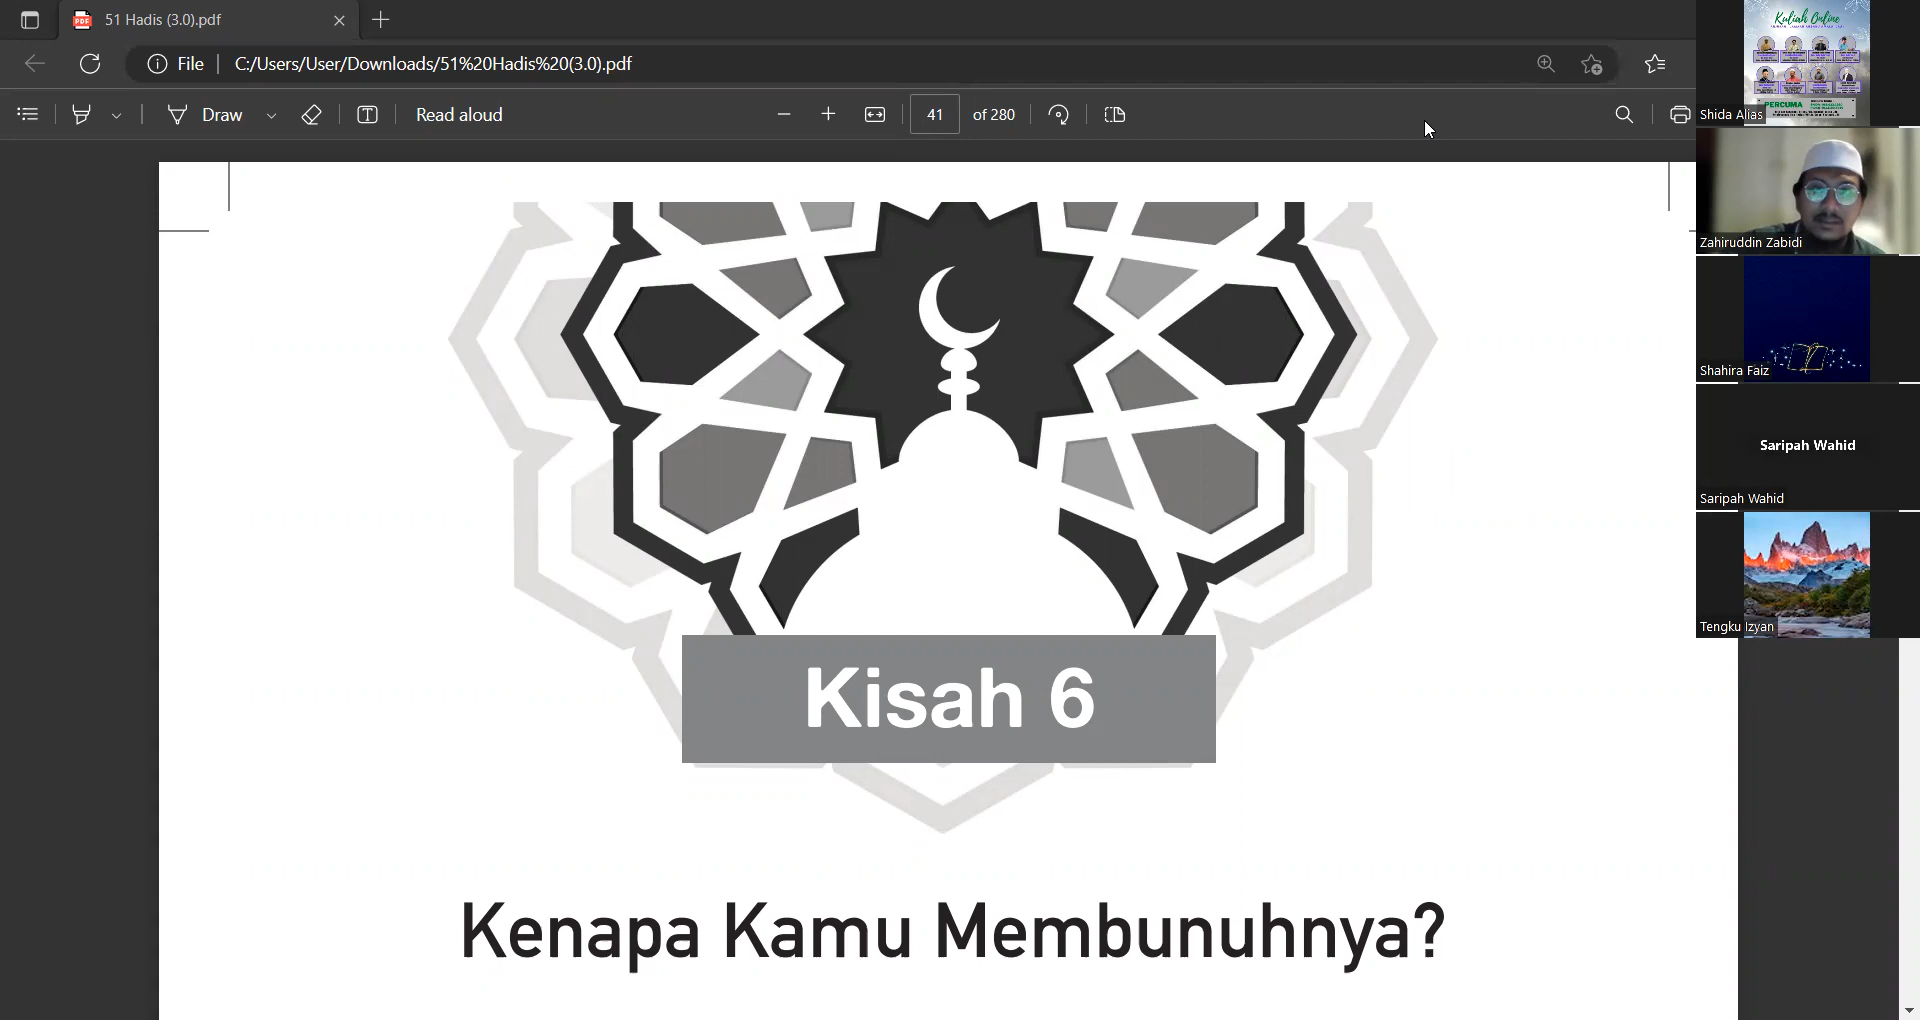 51 Hadis (3.0).pdf
File
C:/Users/User/Downloads/51%20Hadis%20(3.0).pdf
Draw
Read aloud
41
of 280
Kuliah Online
PERCUMA
Shida Alias
Zahiruddin Zabidi
Shahira Faiz
Saripah Wahid
Saripah Wahid
Tengku Izyan
Kisah 6
Kenapa Kamu Membunuhnya?